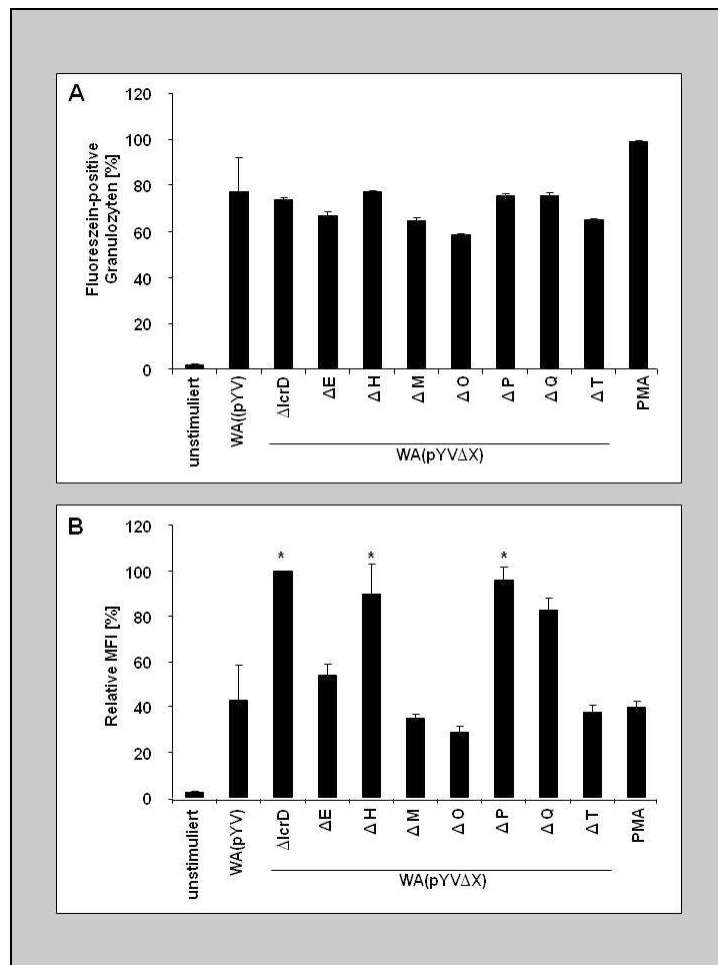 A
Fluoreszein-positive
Granulozyten [%]
120
100
80
60
40
20
0
unstimuliert
WA((pYV)
ΔlcrD
ΔE
Δ H
Δ M
Δ O
Δ P
Δ Q
Δ T
PMA
WA(pYVΔX)
B
Relative MFI [%]
120
100
80
60
40
20
0
*
*
*
unstimuliert
WA(pYV)
ΔlcrD
ΔE
Δ H
Δ M
Δ O
Δ P
Δ Q
Δ T
PMA
WA(pYVΔX)